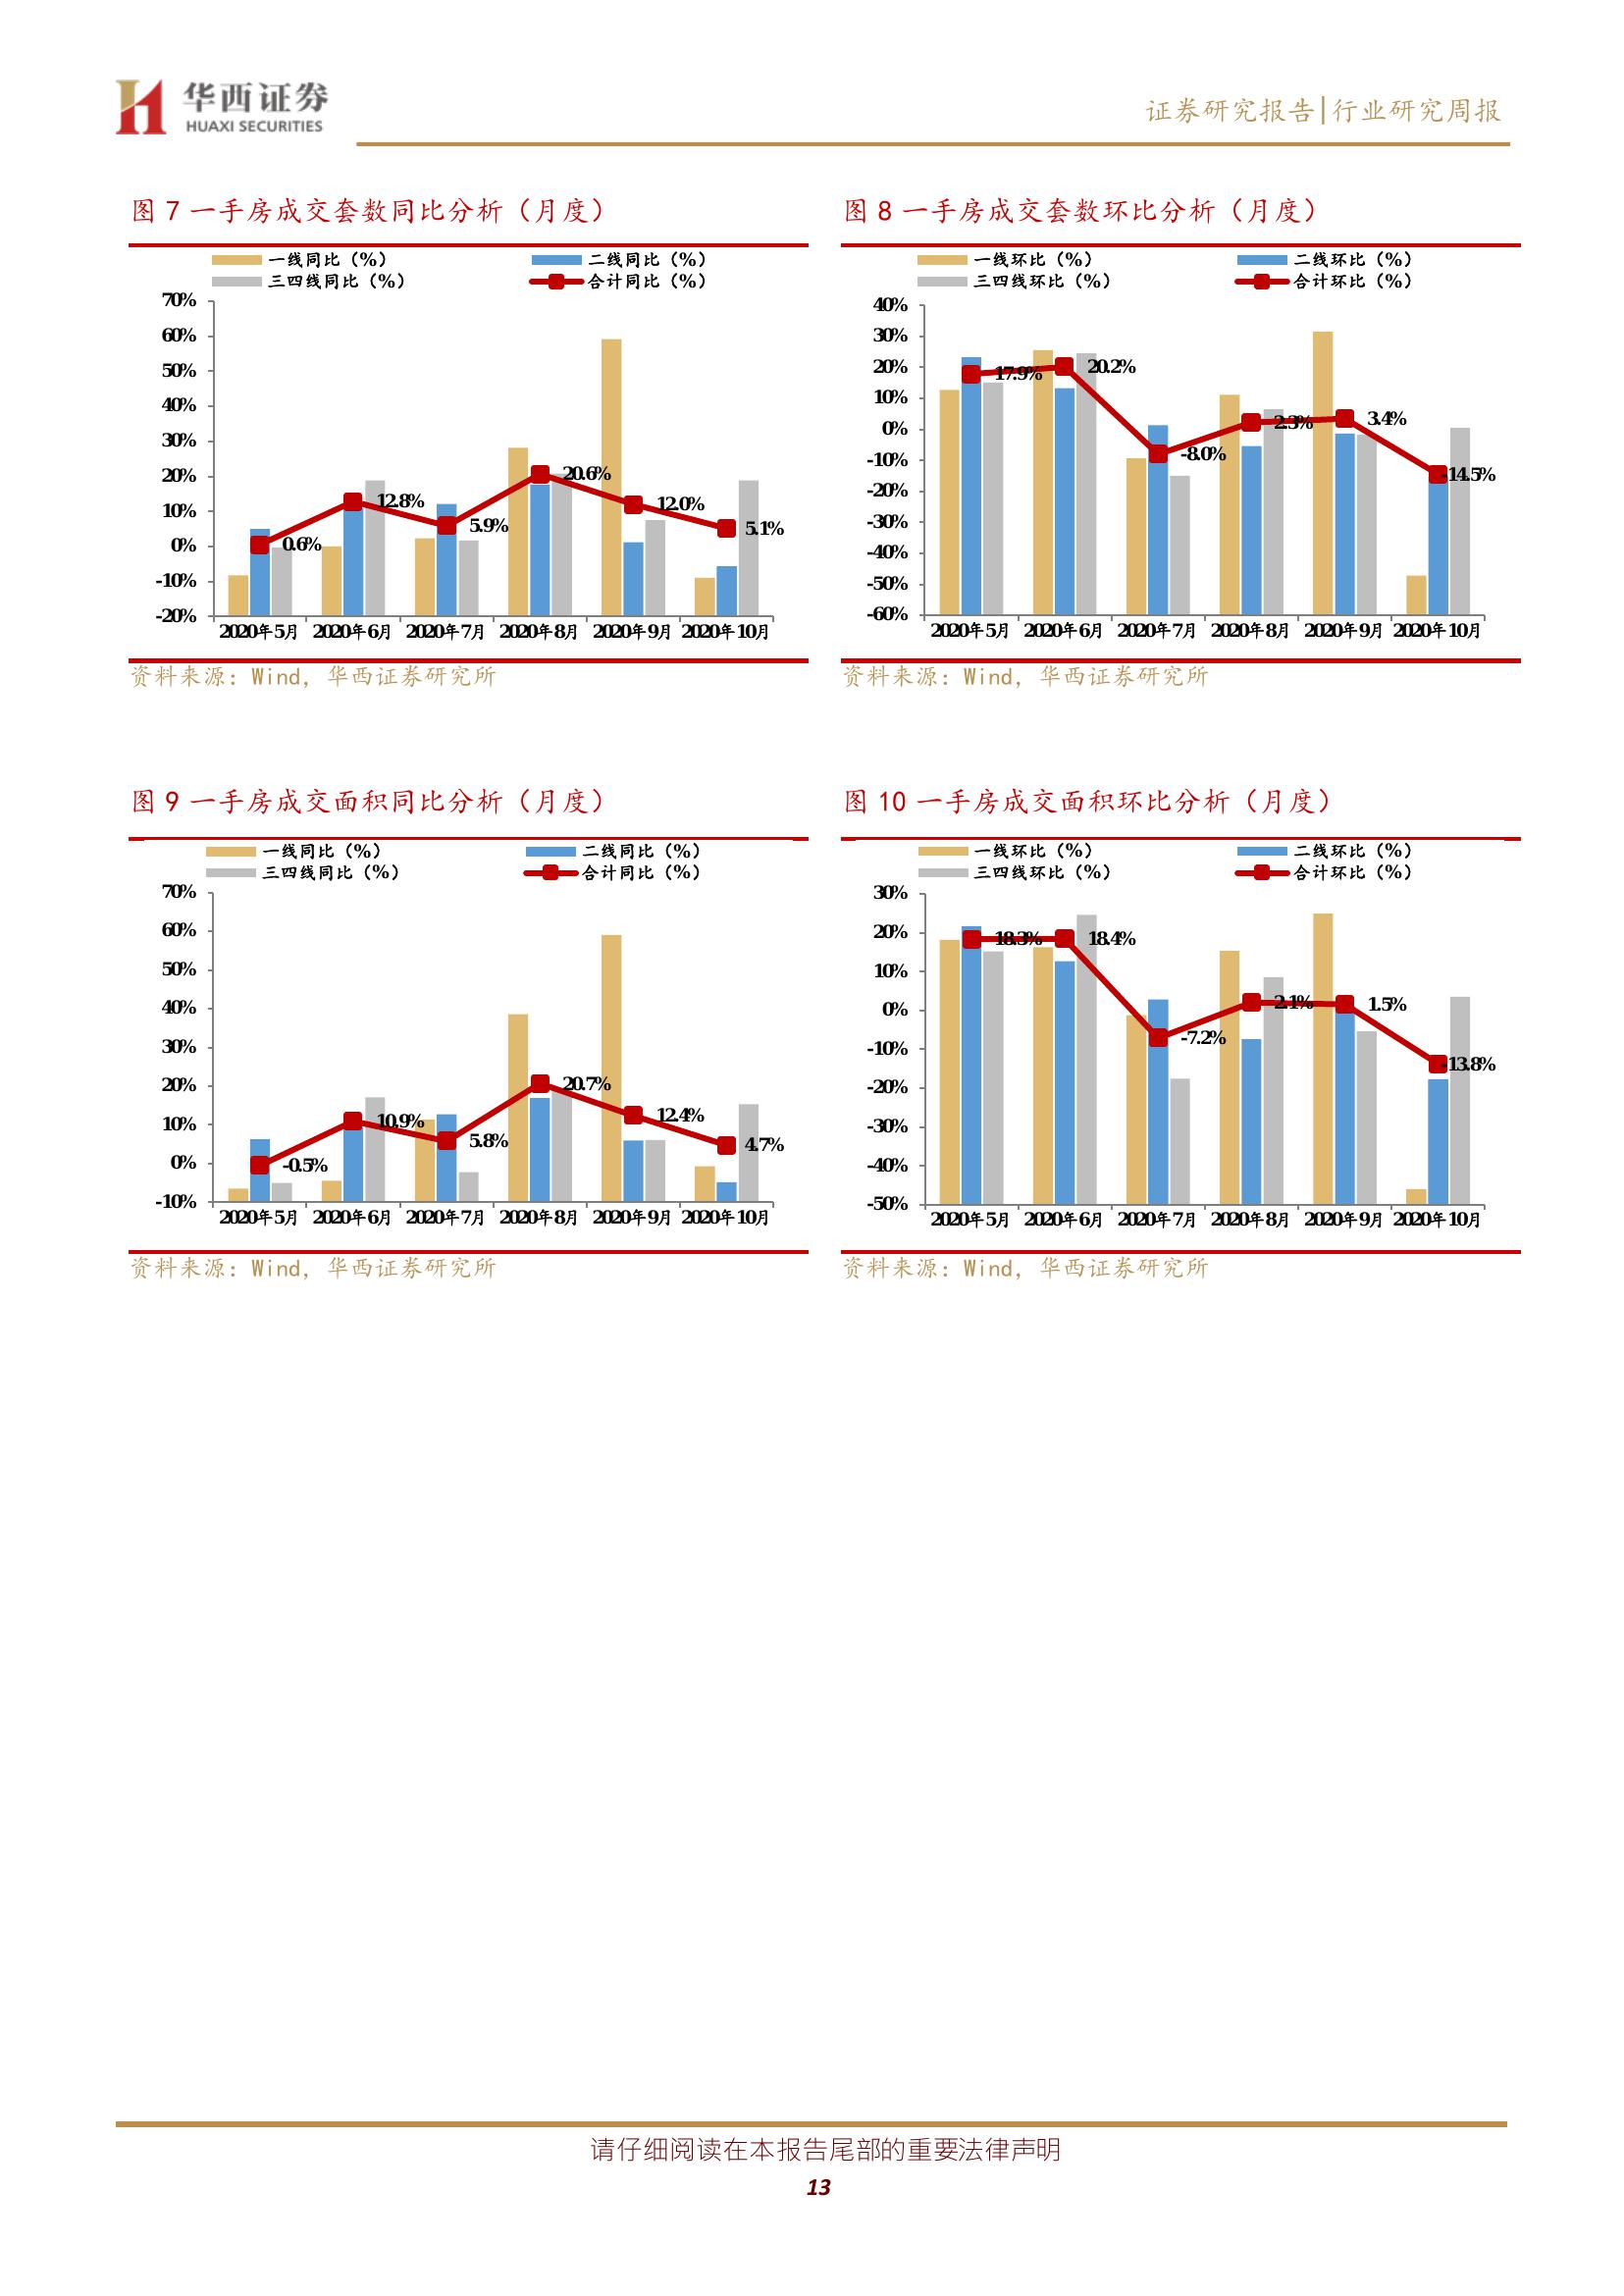 华西证券
HUAXI SECURITIES
证券研究报告|行业研究周报
图 7 一手房成交套数同比分析（月度）
一线同比（%）
二线同比（%）
三四线同比（%）
合计同比（%）
70%
60%
50%
40%
30%
20%
10%
0%
-10%
-20%
0.6%
12.8%
5.9%
20.6%
12.0%
5.1%
2020年5月
2020年6月
2020年7月
2020年8月
2020年9月
2020年10月
资料来源：Wind，华西证券研究所
图 8 一手房成交套数环比分析（月度）
一线环比（%）
二线环比（%）
三四线环比（%）
合计环比（%）
40%
30%
20%
10%
0%
-10%
-20%
-30%
-40%
-50%
-60%
17.9%
20.2%
-8.0%
2.3%
3.4%
-14.5%
2020年5月
2020年6月
2020年7月
2020年8月
2020年9月
2020年10月
资料来源：Wind，华西证券研究所
图 9 一手房成交面积同比分析（月度）
一线同比（%）
二线同比（%）
三四线同比（%）
合计同比（%）
70%
60%
50%
40%
30%
20%
10%
0%
-10%
-0.5%
10.9%
5.8%
20.7%
12.4%
4.7%
2020年5月
2020年6月
2020年7月
2020年8月
2020年9月
2020年10月
资料来源：Wind，华西证券研究所
图 10 一手房成交面积环比分析（月度）
一线环比（%）
二线环比（%）
三四线环比（%）
合计环比（%）
30%
20%
10%
0%
-10%
-20%
-30%
-40%
-50%
18.3%
18.4%
-7.2%
2.1%
1.5%
-13.8%
2020年5月
2020年6月
2020年7月
2020年8月
2020年9月
2020年10月
资料来源：Wind，华西证券研究所
请仔细阅读在本报告尾部的重要法律声明
13